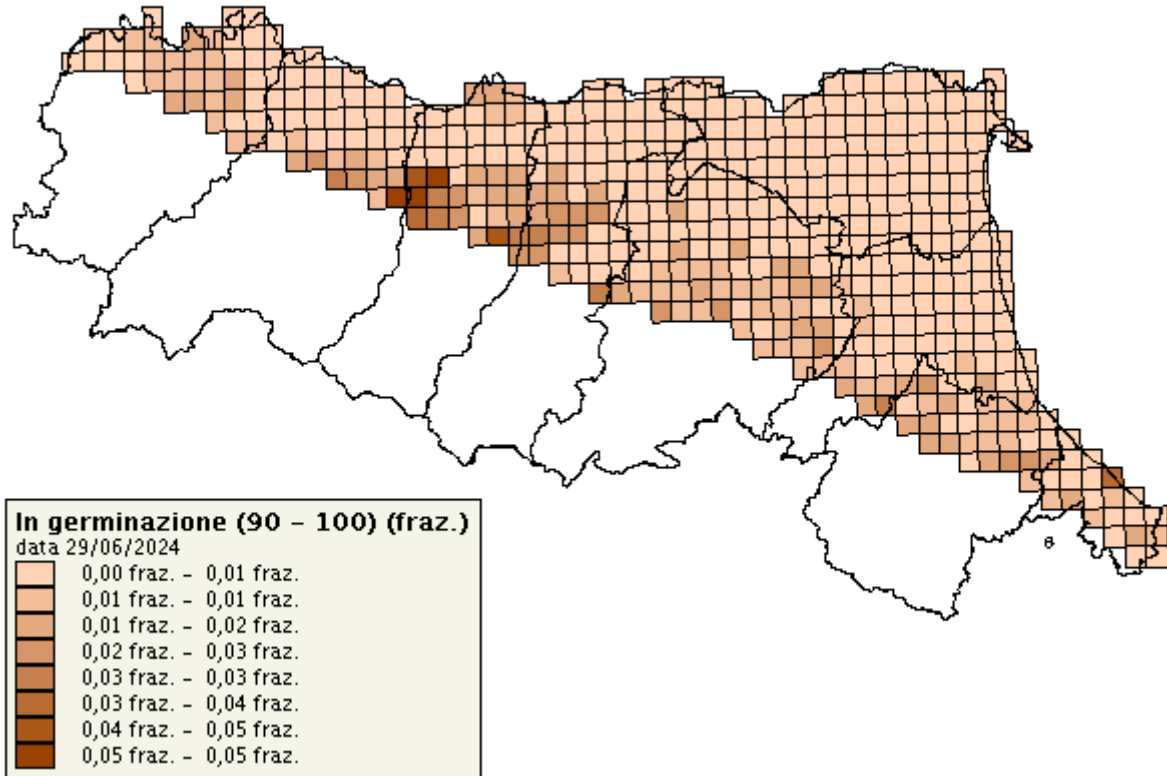 In germinazione (90 – 100) (fraz.)
data 29/06/2024
0,00 fraz. – 0,01 fraz.
0,01 fraz. – 0,01 fraz.
0,01 fraz. – 0,02 fraz.
0,02 fraz. – 0,03 fraz.
0,03 fraz. – 0,03 fraz.
0,03 fraz. – 0,04 fraz.
0,04 fraz. – 0,05 fraz.
0,05 fraz. – 0,05 fraz.